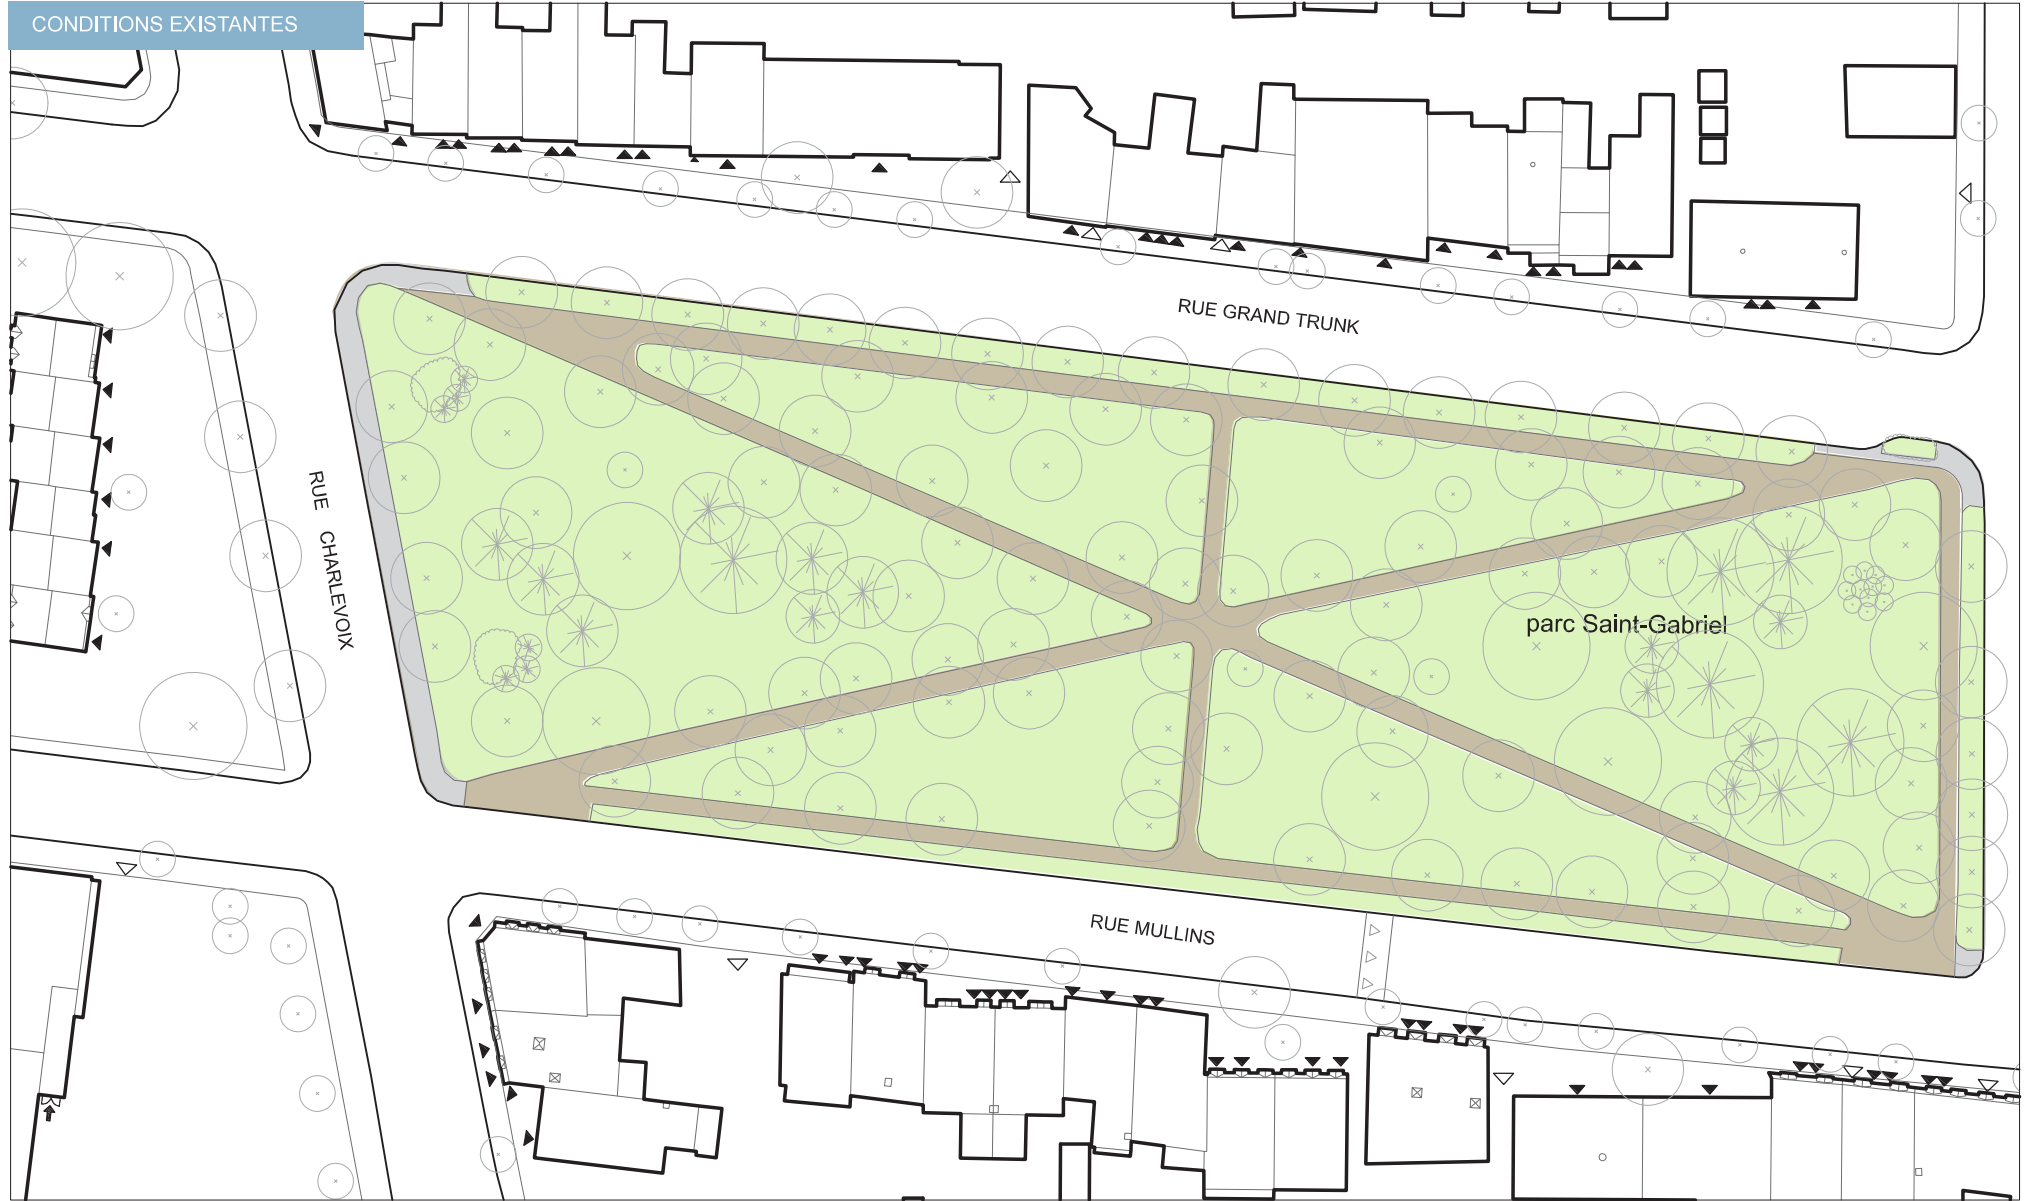 CONDITIONS EXISTANTES
RUE GRAND TRUNK
RUE CHARLEVOIX
parc Saint-Gabriel
RUE MULLINS